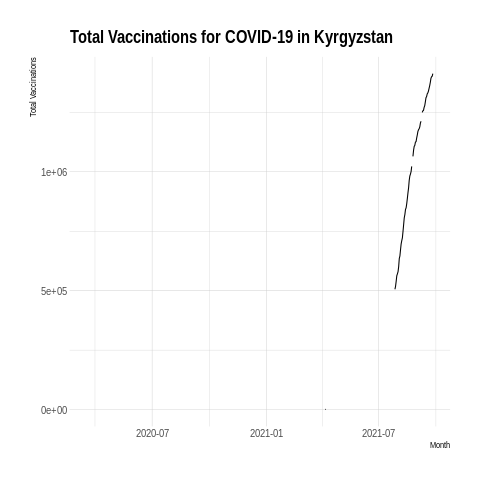 Total Vaccinations for COVID-19 in Kyrgyzstan
Total Vaccinations
1e+06
5e+05
0e+00
2020-07 2021-01 2021-07
Month